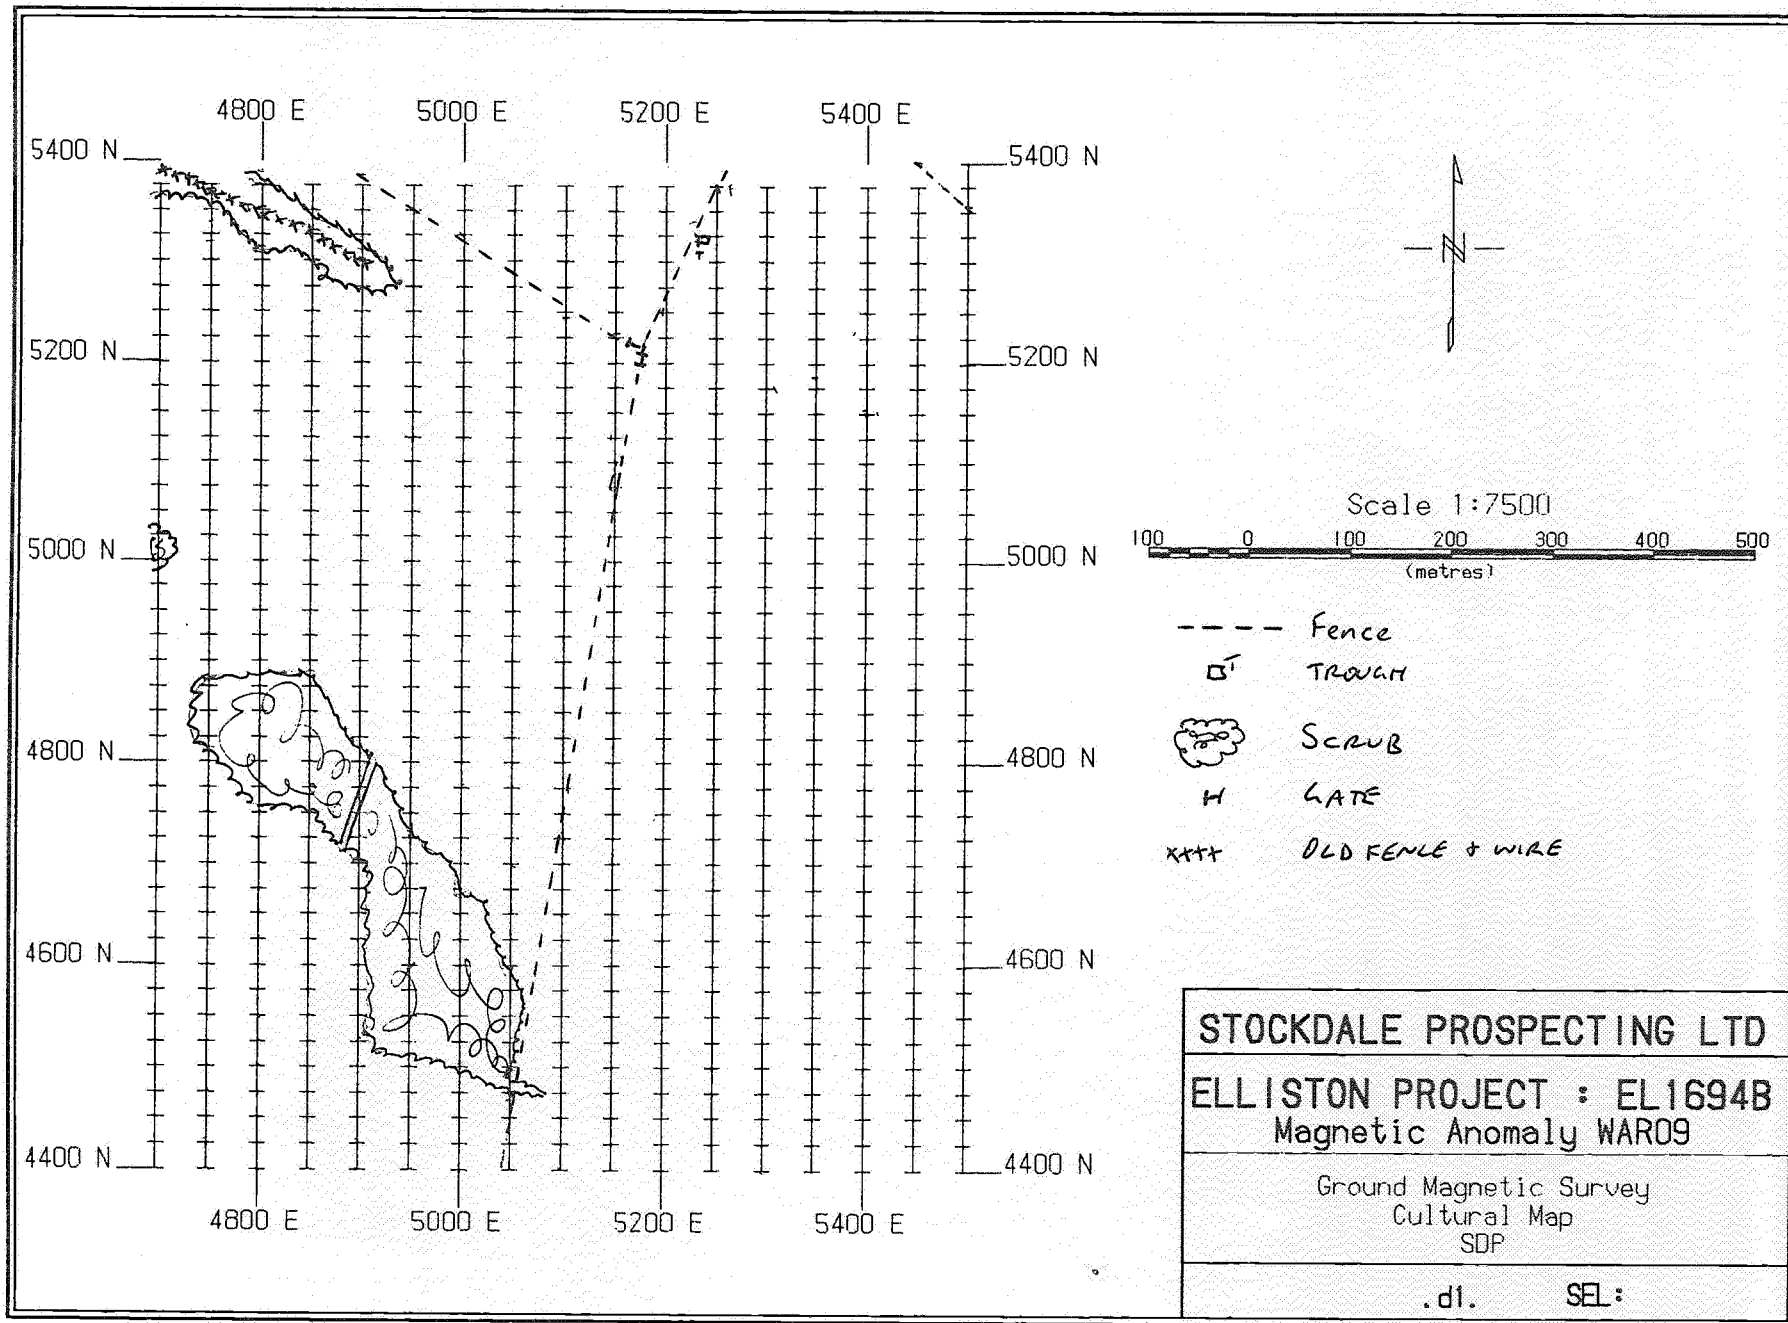 4800 E 5000 E 5200 E 5400 E
5400 N 5400 N
5200 N 5200 N
5000 N 5000 N
4800 N 4800 N
4600 N 4600 N
4400 N 4400 N
4800 E 5000 E 5200 E 5400 E
N
Scale 1:7500
100 0 100 200 300 400 500
(metres)
Fence
TROUGH
SCRUB
GATE
OLD FENCE & WIRE
STOCKDALE PROSPECTING LTD
ELLISTON PROJECT : EL1694B
Magnetic Anomaly WAR09
Ground Magnetic Survey
Cultural Map
SDP
.d1. SEL: